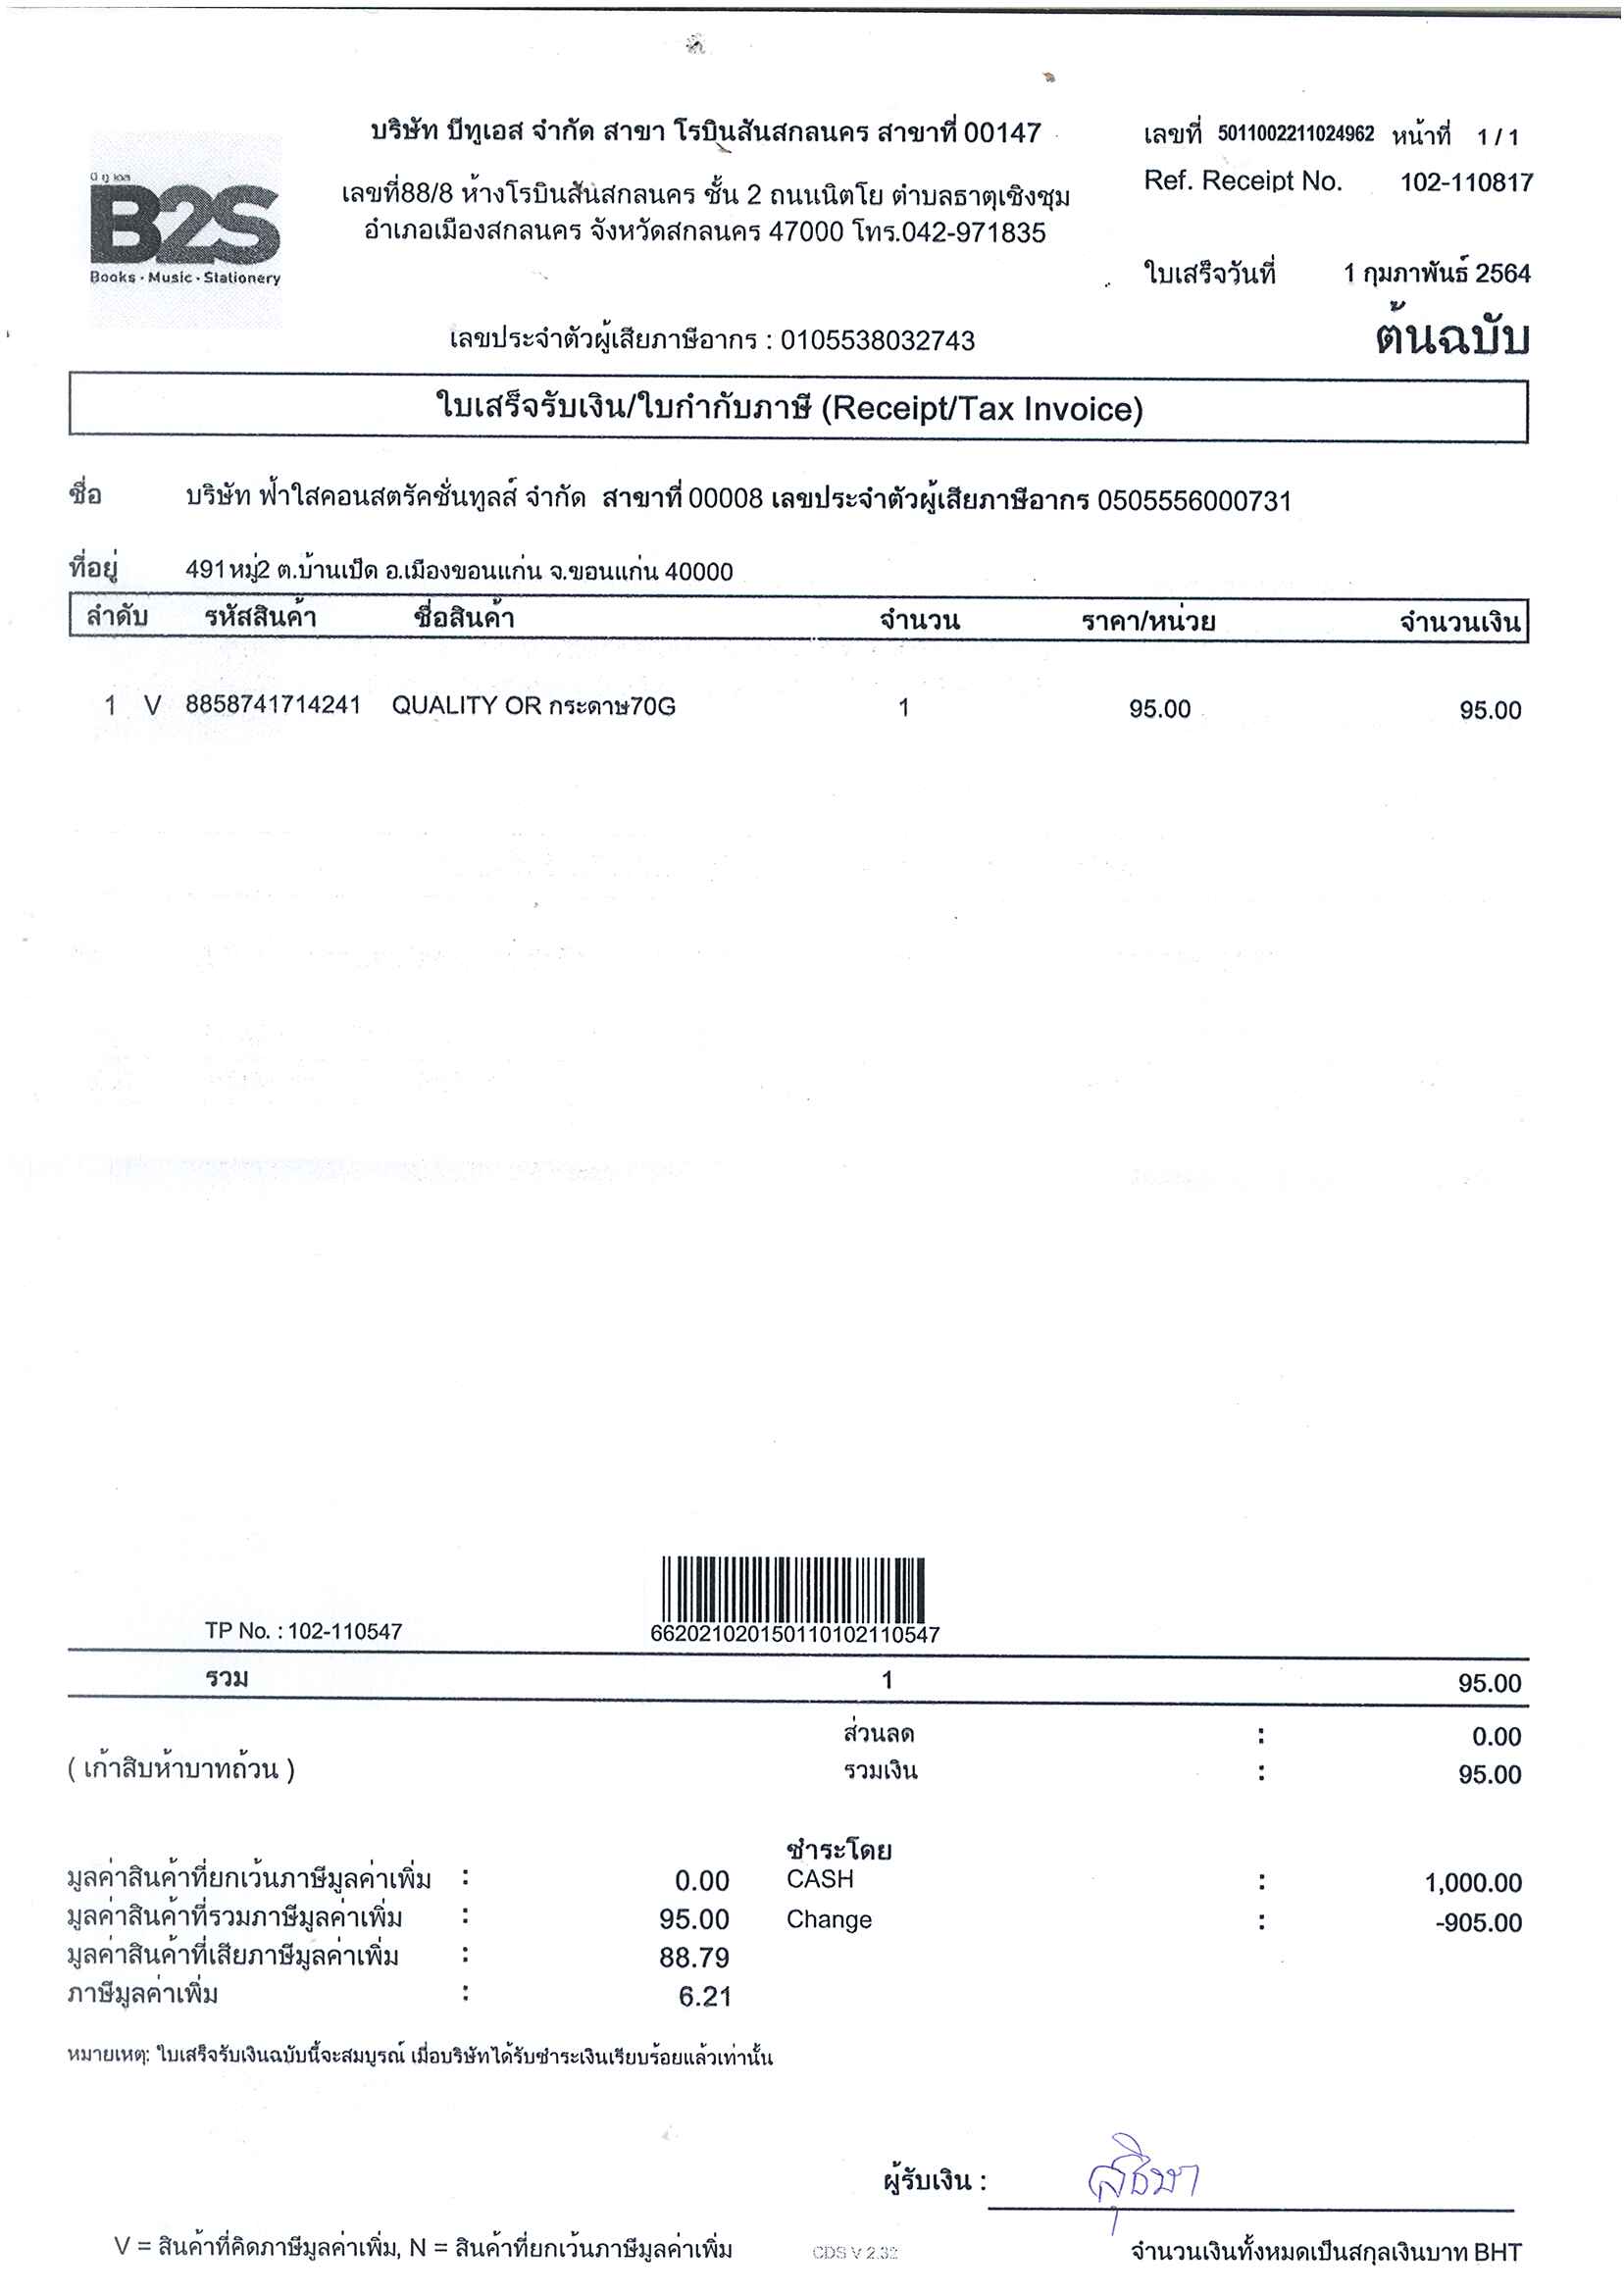 บริษัท บีทูเอส จำกัด สาขา โรบินสันสกลนคร สาขาที่ 00147
เลขที่ 5011002211024962 หน้าที่ 1 / 1
เลขที่88/8 ห้างโรบินสันสกลนคร ชั้น 2 ถนนนิตโย ตำบลธาตุเชิงชุม
Ref. Receipt No. 102-110817
อำเภอเมืองสกลนคร จังหวัดสกลนคร 47000 โทร.042-971835
บี ทู เอส
B2S
Books · Music · Stationery
ใบเสร็จวันที่ 1 กุมภาพันธ์ 2564
เลขประจำตัวผู้เสียภาษีอากร : 0105538032743
ต้นฉบับ
ใบเสร็จรับเงิน/ใบกำกับภาษี (Receipt/Tax Invoice)
ชื่อ บริษัท ฟ้าใสคอนสตรัคชั่นทูลส์ จำกัด สาขาที่ 00008 เลขประจำตัวผู้เสียภาษีอากร 0505556000731
ที่อยู่ 491หมู่2 ต.บ้านเป็ด อ.เมืองขอนแก่น จ.ขอนแก่น 40000
ลำดับ รหัสสินค้า ชื่อสินค้า จำนวน ราคา/หน่วย จำนวนเงิน
1 V 8858741714241 QUALITY OR กระดาษ70G 1 95.00 95.00
TP No. : 102-110547 662021020150110102110547
รวม 1 95.00
ส่วนลด : 0.00
( เก้าสิบห้าบาทถ้วน ) รวมเงิน : 95.00
ชำระโดย
มูลค่าสินค้าที่ยกเว้นภาษีมูลค่าเพิ่ม : 0.00 CASH : 1,000.00
มูลค่าสินค้าที่รวมภาษีมูลค่าเพิ่ม : 95.00 Change : -905.00
มูลค่าสินค้าที่เสียภาษีมูลค่าเพิ่ม : 88.79
ภาษีมูลค่าเพิ่ม : 6.21
หมายเหตุ: ใบเสร็จรับเงินฉบับนี้จะสมบูรณ์ เมื่อบริษัทได้รับชำระเงินเรียบร้อยแล้วเท่านั้น
ผู้รับเงิน :
V = สินค้าที่คิดภาษีมูลค่าเพิ่ม, N = สินค้าที่ยกเว้นภาษีมูลค่าเพิ่ม CDS V 2.32 จำนวนเงินทั้งหมดเป็นสกุลเงินบาท BHT